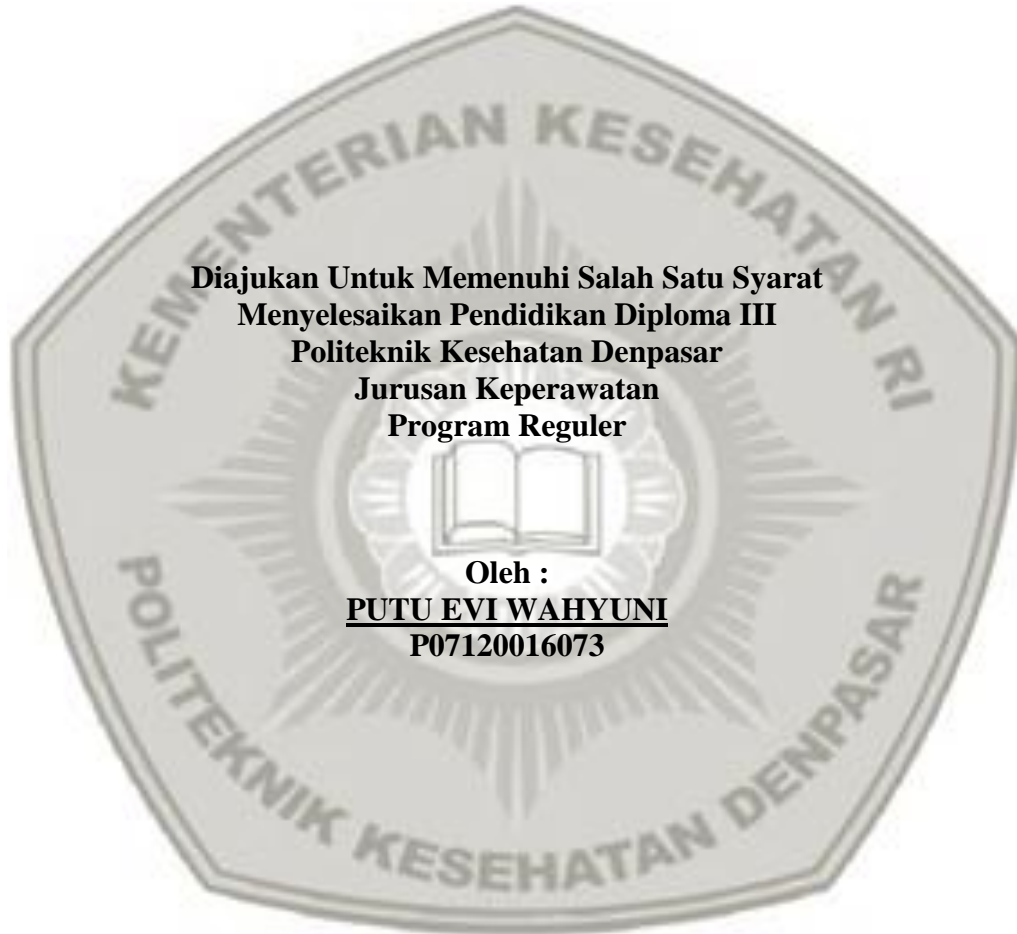 KEMENTERIAN KESEHATAN RI
Diajukan Untuk Memenuhi Salah Satu Syarat
Menyelesaikan Pendidikan Diploma III
Politeknik Kesehatan Denpasar
Jurusan Keperawatan
Program Reguler
Oleh :
PUTU EVI WAHYUNI
P07120016073
POLITEKNIK KESEHATAN DENPASAR